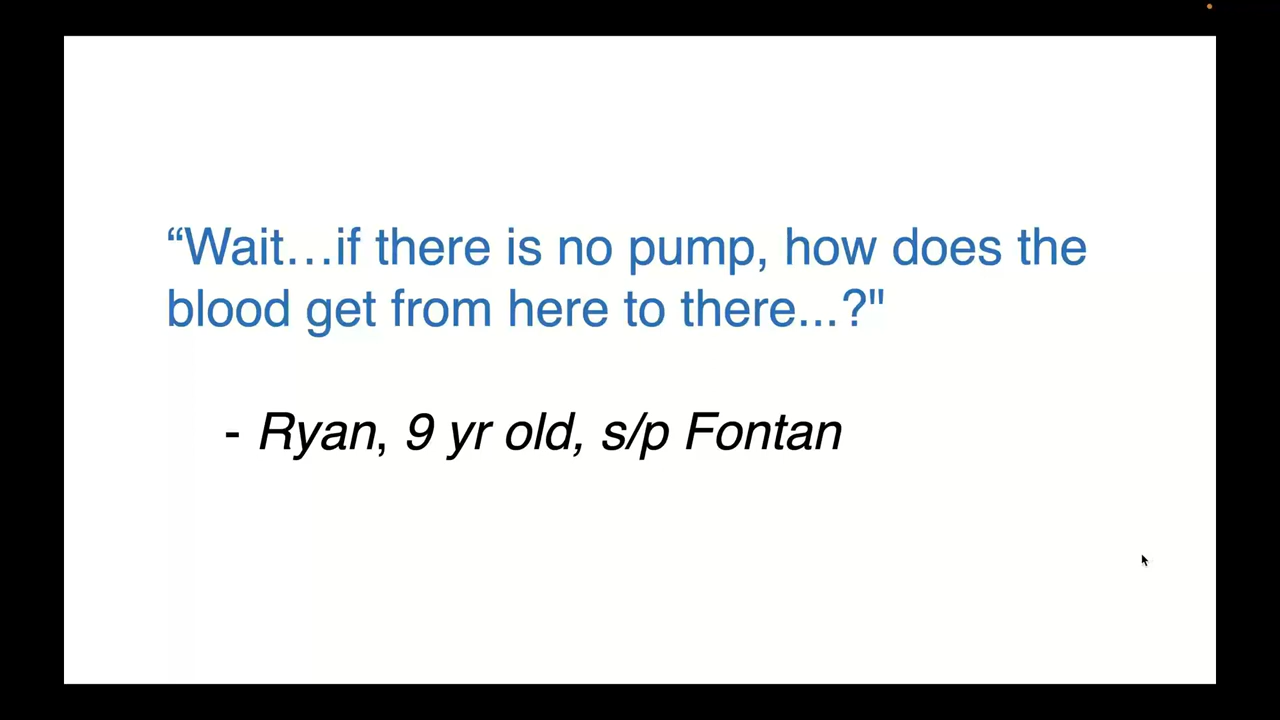 “Wait…if there is no pump, how does the
blood get from here to there...?"
- Ryan, 9 yr old, s/p Fontan